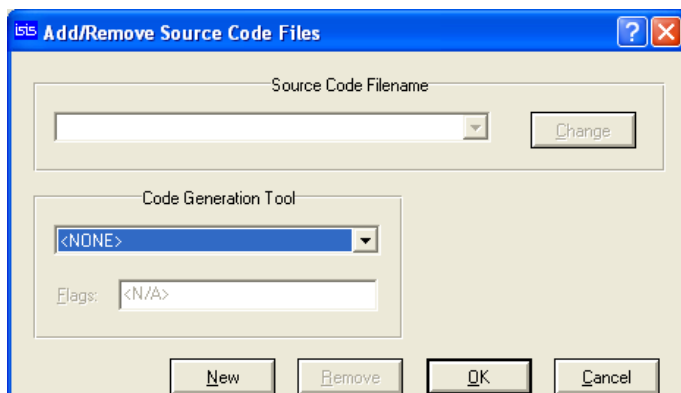 isis Add/Remove Source Code Files
Source Code Filename
Change
Code Generation Tool
<NONE>
Flags: <N/A>
New Remove OK Cancel